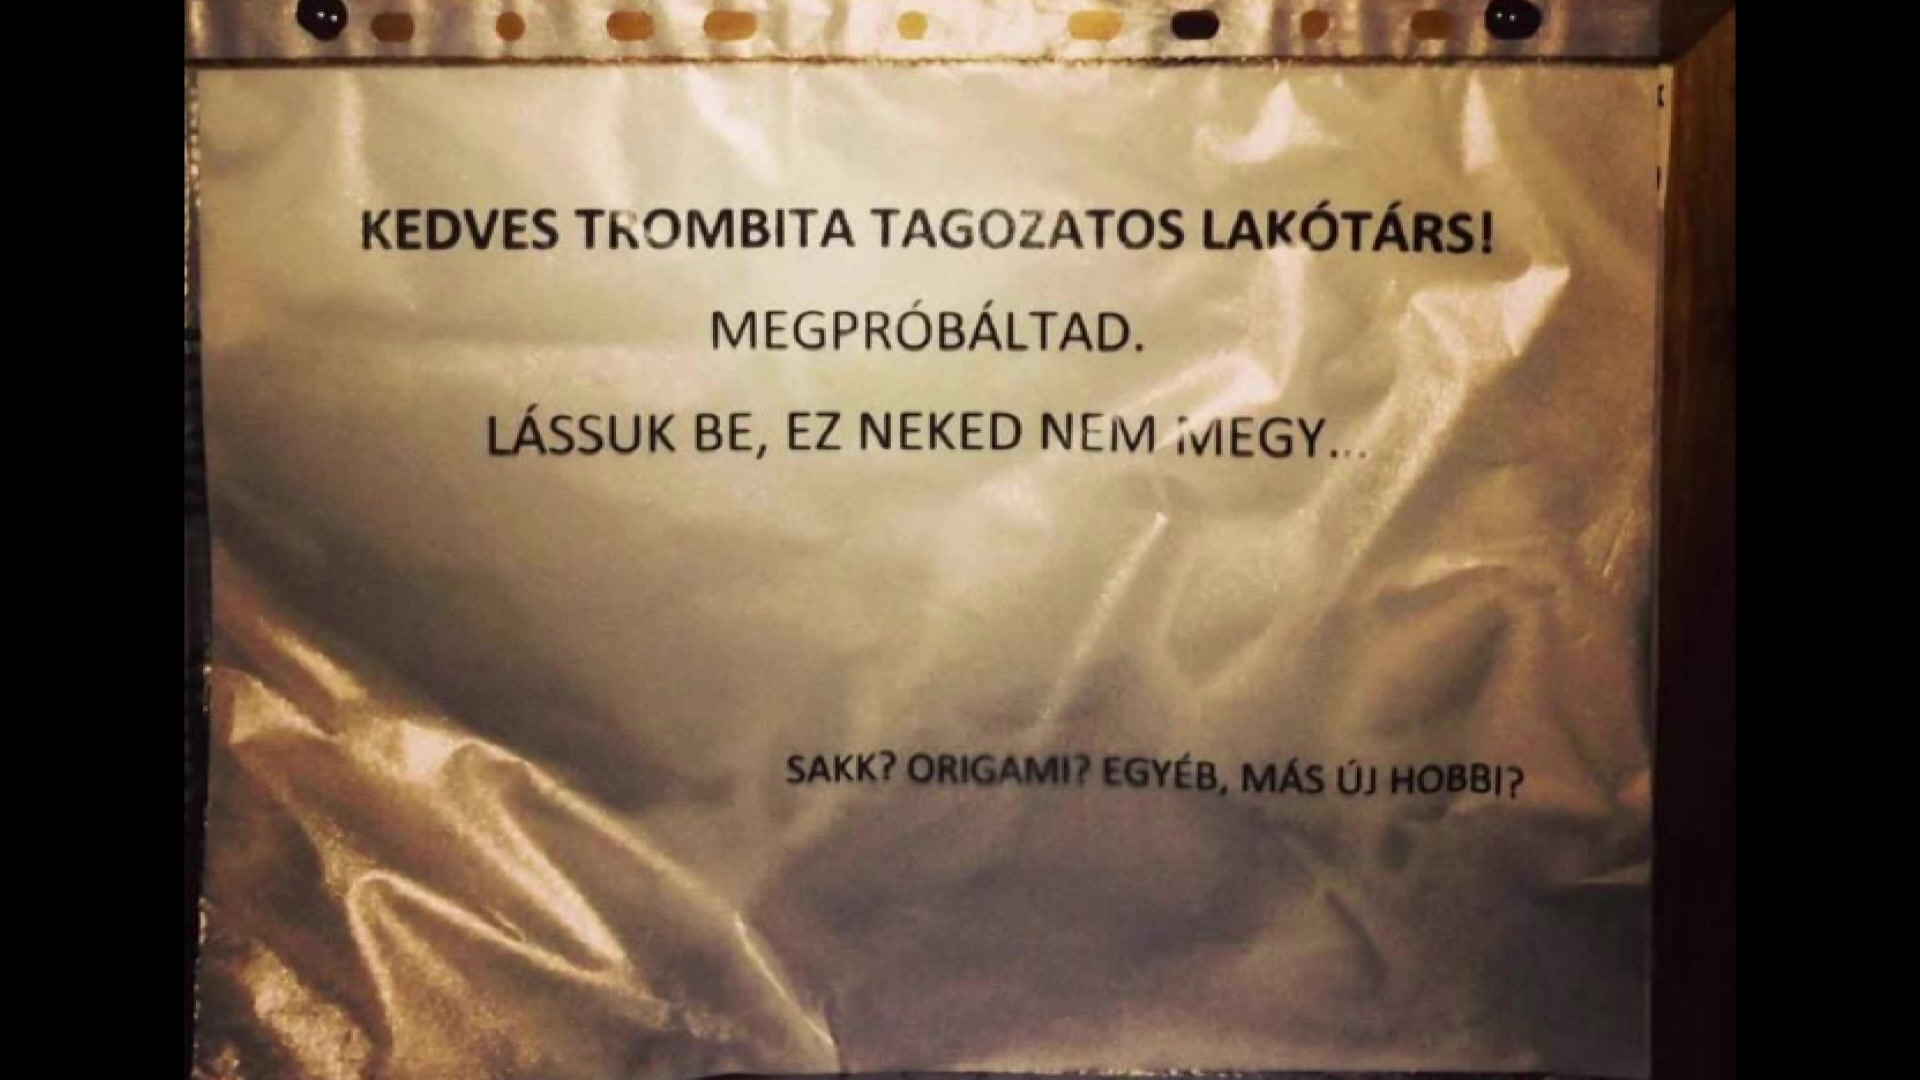 KEDVES TROMBITA TAGOZATOS LAKÓTÁRS!
MEGPRÓBÁLTAD.
LÁSSUK BE, EZ NEKED NEM MEGY...
SAKK? ORIGAMI? EGYÉB, MÁS ÚJ HOBBI?